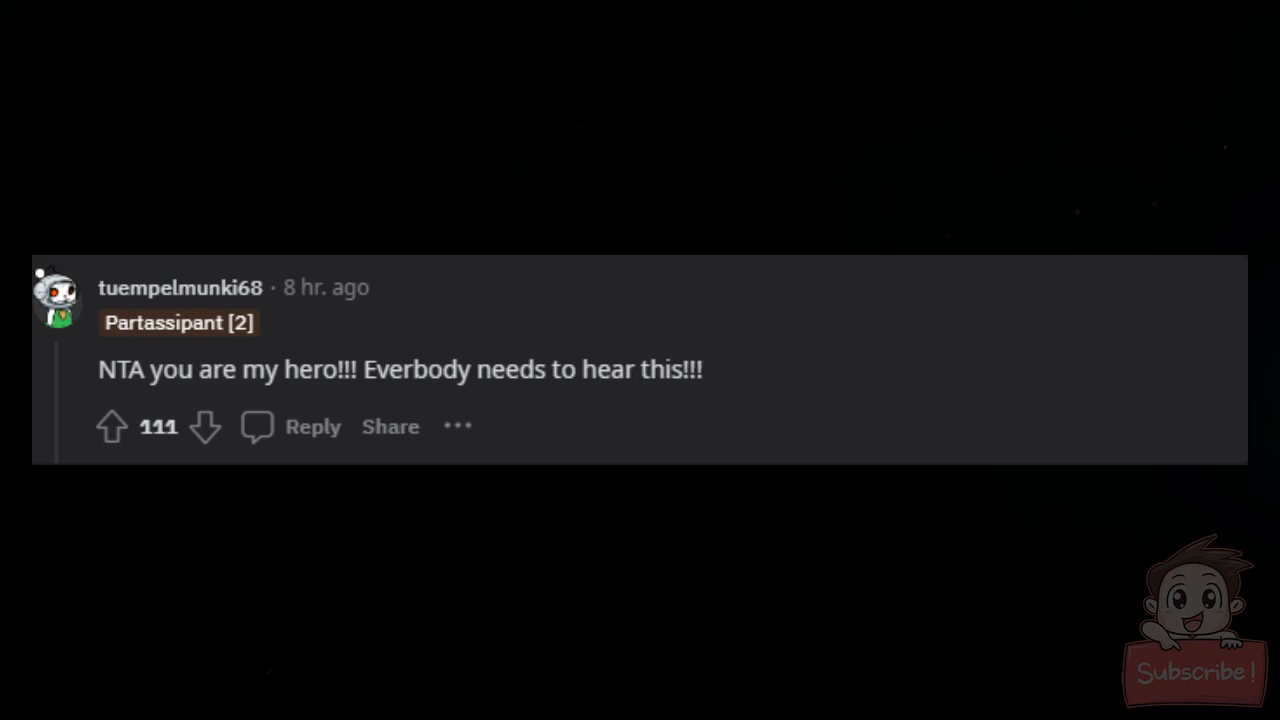 tuempelmunki68 · 8 hr. ago
Partassipant [2]
NTA you are my hero!!! Everbody needs to hear this!!!
111 Reply Share ···
Subscribe!